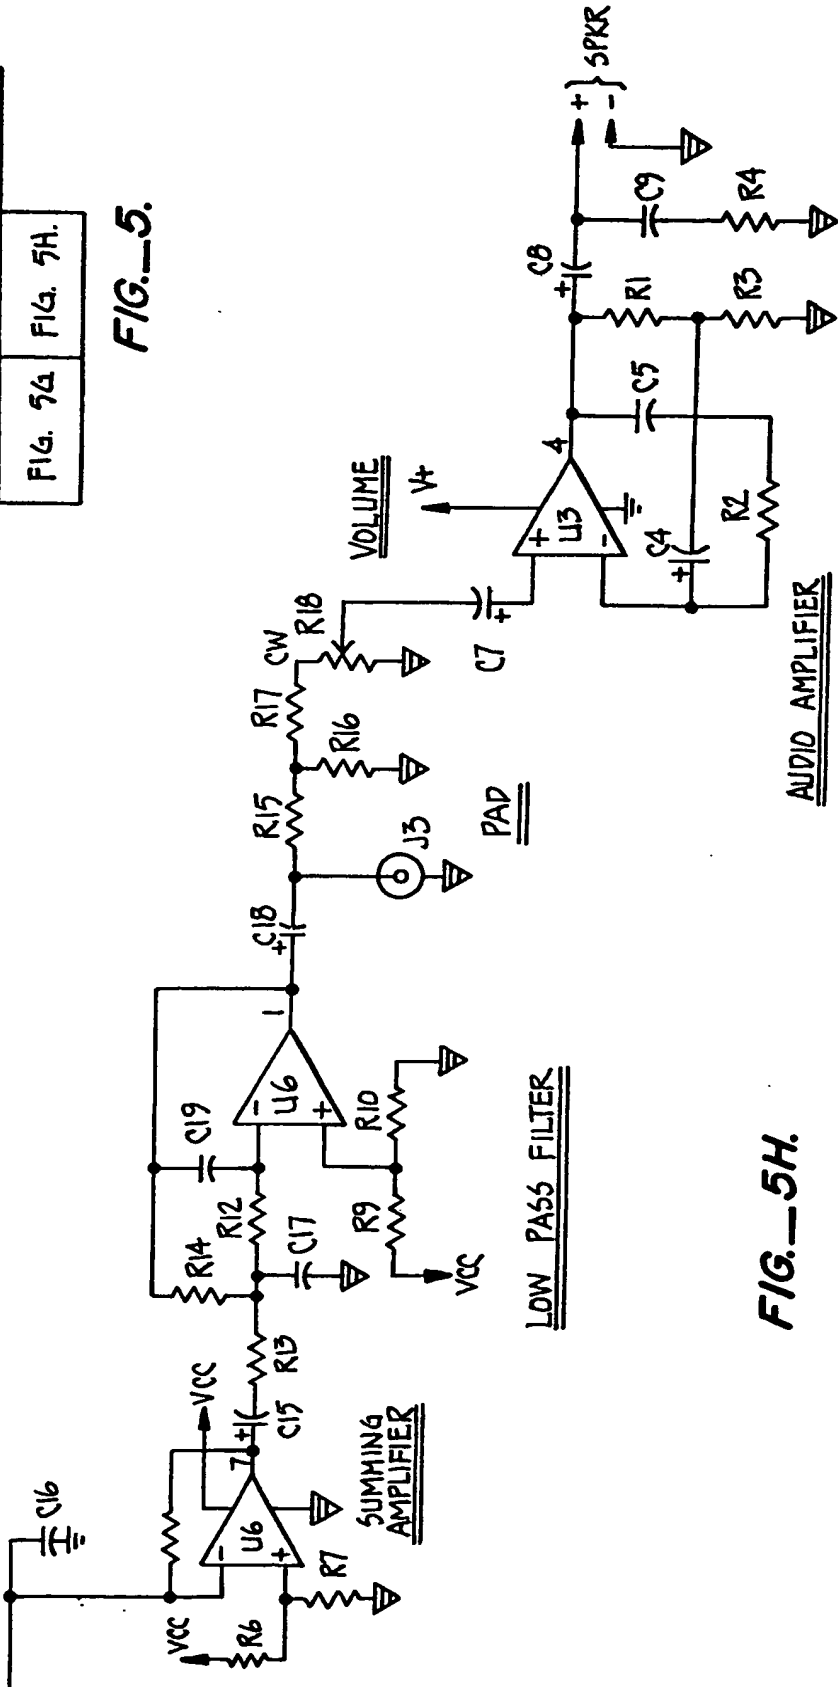 FIG. 5G
FIG. 5H.
FIG._5.
C16
VCC
R6
R7
U6
-
+
7
VCC
+
C15
SUMMING
AMPLIFIER
R13
R14
R12
C17
C19
U6
-
+
1
R9
R10
VCC
LOW PASS FILTER
+
C18
J3
R15
R16
R17
PAD
CW
R18
VOLUME
C7
+
V+
U3
+
-
4
C4
+
R2
C5
R1
R3
C8
+
C9
R4
+
-
SPKR
AUDIO AMPLIFIER
FIG._5H.